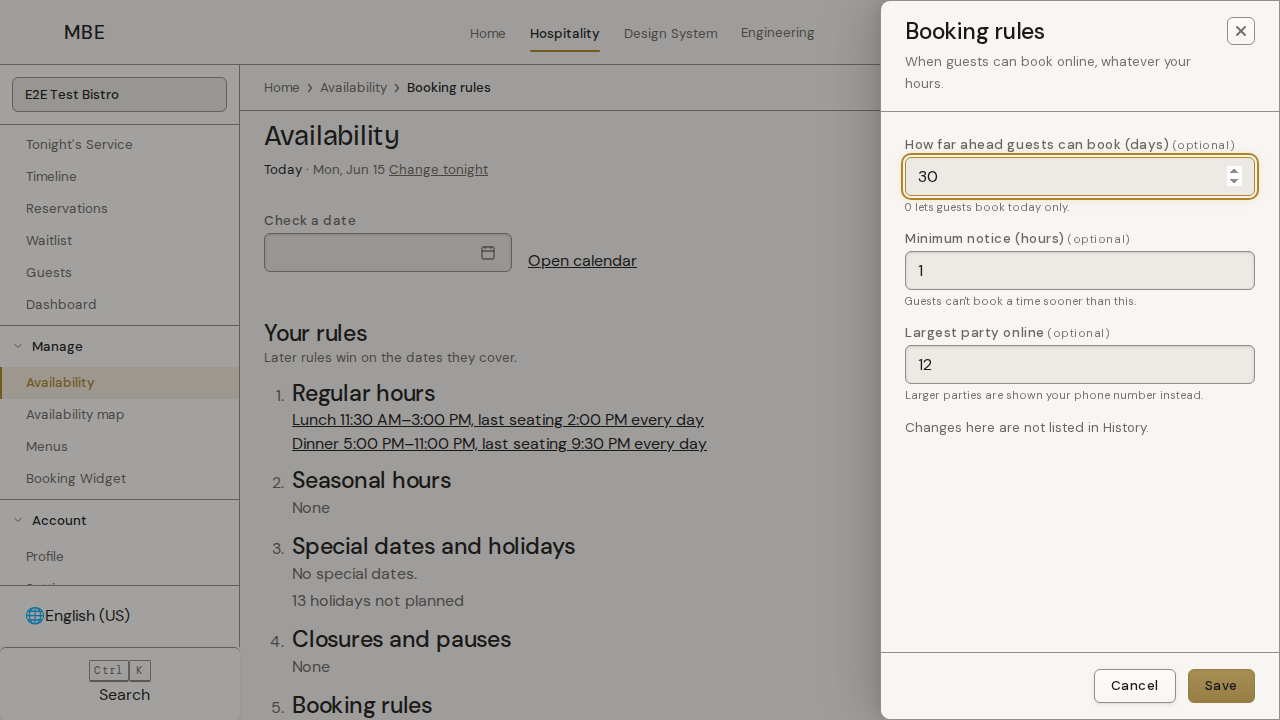 MBE
Home
Hospitality
Design System
Engineering
E2E Test Bistro
Tonight's Service
Timeline
Reservations
Waitlist
Guests
Dashboard
Manage
Availability
Availability map
Menus
Booking Widget
Account
Profile
English (US)
Ctrl K
Search
Home > Availability > Booking rules
Availability
Today · Mon, Jun 15 Change tonight
Check a date
Open calendar
Your rules
Later rules win on the dates they cover.
1. Regular hours
Lunch 11:30 AM–3:00 PM, last seating 2:00 PM every day
Dinner 5:00 PM–11:00 PM, last seating 9:30 PM every day
2. Seasonal hours
None
3. Special dates and holidays
No special dates.
13 holidays not planned
4. Closures and pauses
None
5. Booking rules
Booking rules
When guests can book online, whatever your
hours.
How far ahead guests can book (days) (optional)
30
0 lets guests book today only.
Minimum notice (hours) (optional)
1
Guests can't book a time sooner than this.
Largest party online (optional)
12
Larger parties are shown your phone number instead.
Changes here are not listed in History.
Cancel
Save